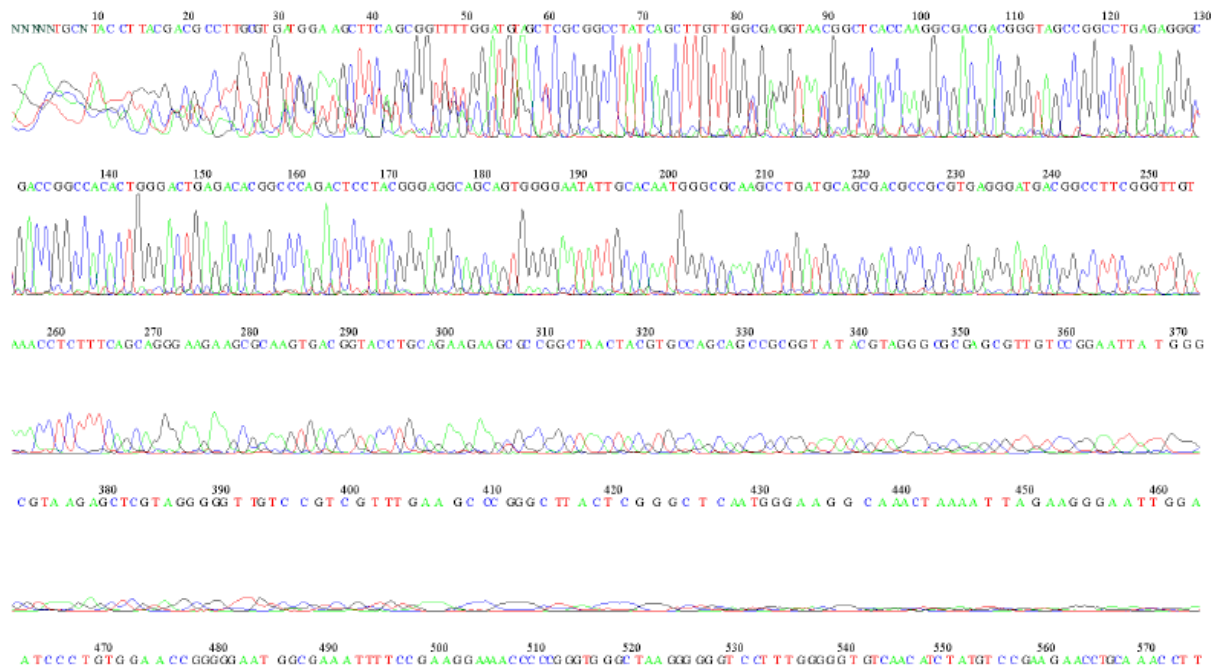 10 20 30 40 50 60 70 80 90 100 110 120 130
NNNNTGCNTACCTTACGACGCCTTGCGTGATGGAAGCTTCAGCGGTTTTGGATGTAGCTCGCGGCCTATCAGCTTGTTGGCGAGGTAACGGCTCACCAAGGCGACGACGGGTAGCCGGCCTGAGAGGGC
140 150 160 170 180 190 200 210 220 230 240 250
GACCGGCCACACTGGGACTGAGACACGGCCCAGACTCCTACGGGAGGCAGCAGTGGGGAATATTGCACAATGGGCGCAAGCCTGATGCAGCGACGCCGCGTGAGGGATGACGGCCTTCGGGTTGT
260 270 280 290 300 310 320 330 340 350 360 370
AAACCTCTTTCAGCAGGGAAGAAGCGCAAGTGACGGTACCTGCAGAAGAAGCGCCGGCTAACTACGTGCCAGCAGCCGCGGTATACGTAGGGCGCGAGCGTTGTCCGGAATTATGGG
380 390 400 410 430 440 450 460
CGTAAGAGCTCGTAGGGGGTTGTCCGTCGTTTGAAGCCCGGGCTTACTCGGGCTCAATGGGAAGGCAAACTAAAATTAGAAGGGAATTGGA
470 480 490 500 510 520 530 540 550 560 570
ATCCCTGTGGAACCGGGGGAATGGCGAAATTTTCCGAAGGAAAACCCCCGGGTGGGCTAAGGGGGGTCCTTTGGGGGGTGTCAACATCTATGTCCGAAGAACCTGCAAACCTT